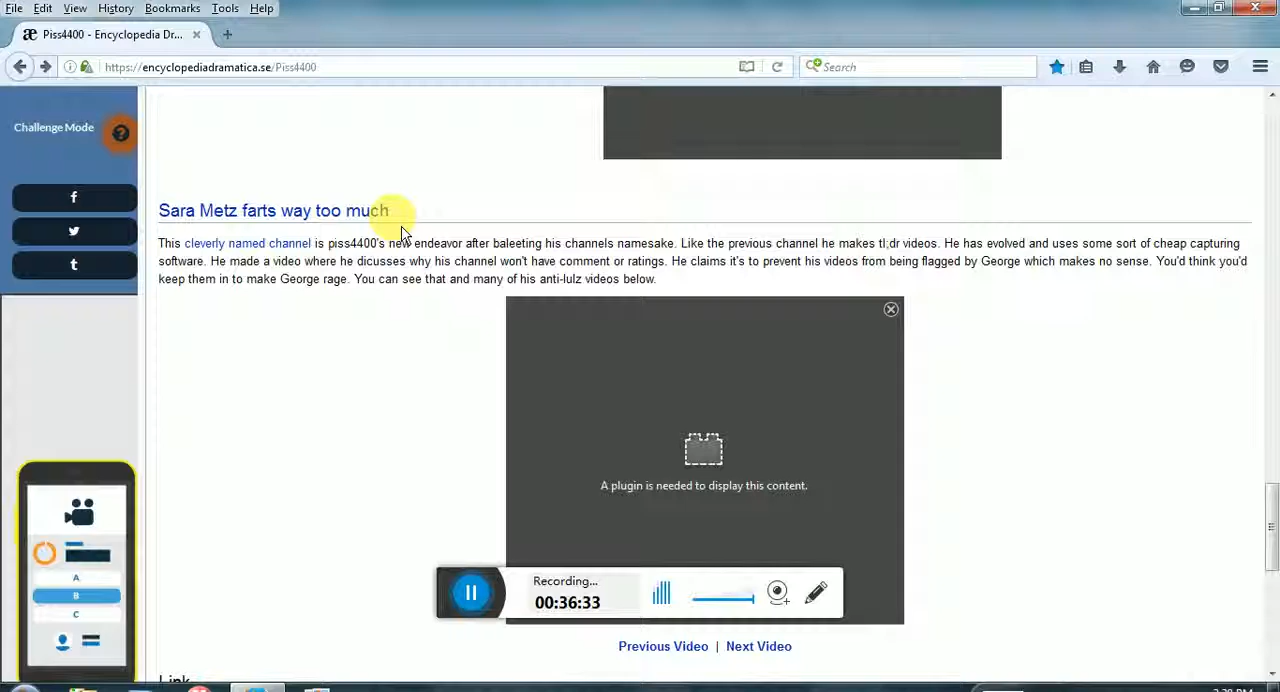 File Edit View History Bookmarks Tools Help
æ Piss4400 - Encyclopedia Dr...
https://encyclopediadramatica.se/Piss4400
Search
Challenge Mode
Sara Metz farts way too much
This cleverly named channel is piss4400's new endeavor after baleeting his channels namesake. Like the previous channel he makes tl;dr videos. He has evolved and uses some sort of cheap capturing
software. He made a video where he dicusses why his channel won't have comment or ratings. He claims it's to prevent his videos from being flagged by George which makes no sense. You'd think you'd
keep them in to make George rage. You can see that and many of his anti-lulz videos below.
A plugin is needed to display this content.
A
B
C
Recording...
00:36:33
Previous Video | Next Video
Link